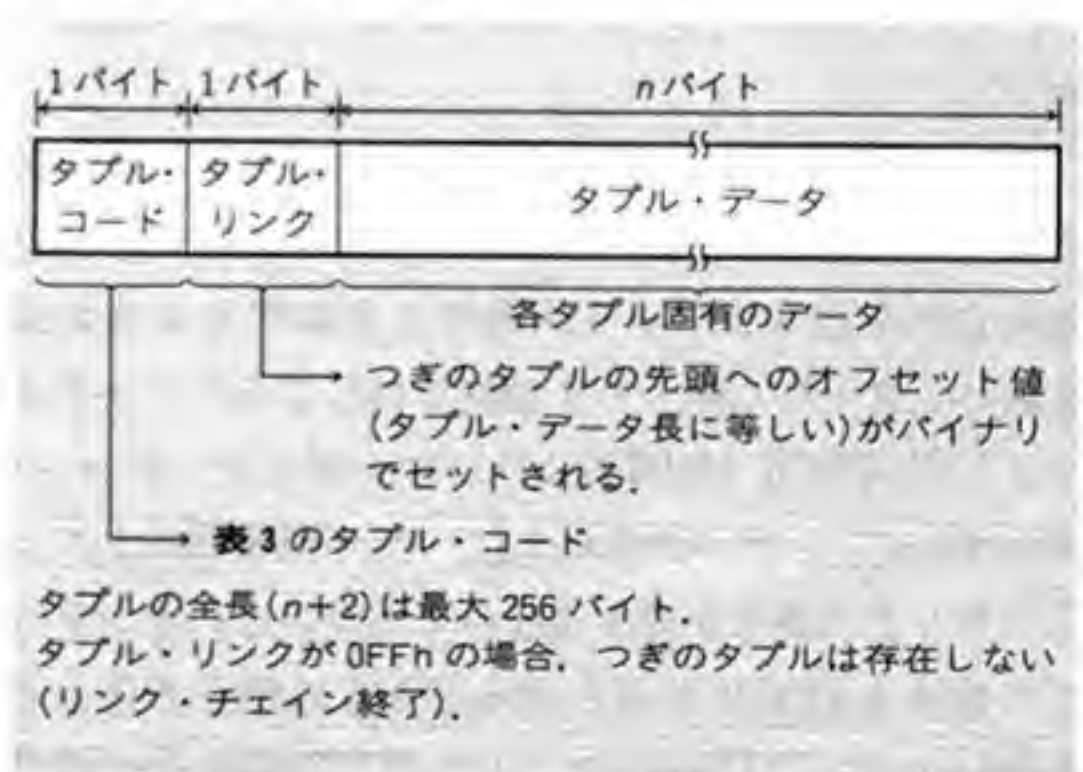 1バイト 1バイト nバイト
タプル・コード
タプル・リンク
タプル・データ
各タプル固有のデータ
つぎのタプルの先頭へのオフセット値
(タプル・データ長に等しい)がバイナリ
でセットされる.
表3のタプル・コード
タプルの全長(n+2)は最大256バイト.
タプル・リンクが0FFhの場合,つぎのタプルは存在しない
(リンク・チェイン終了).